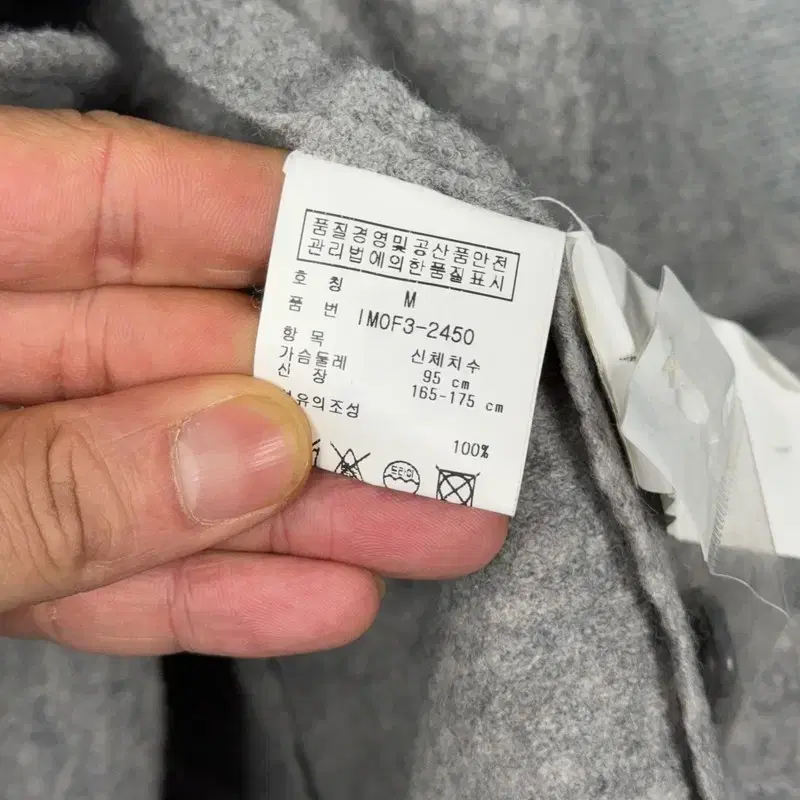 품질경영및공산품안전
관리법에의한품질표시
호 칭 M
품 번 IMOF3-2450
항 목 신체치수
가슴둘레 95 cm
신 장 165-175 cm
유의조성
100%
드라이